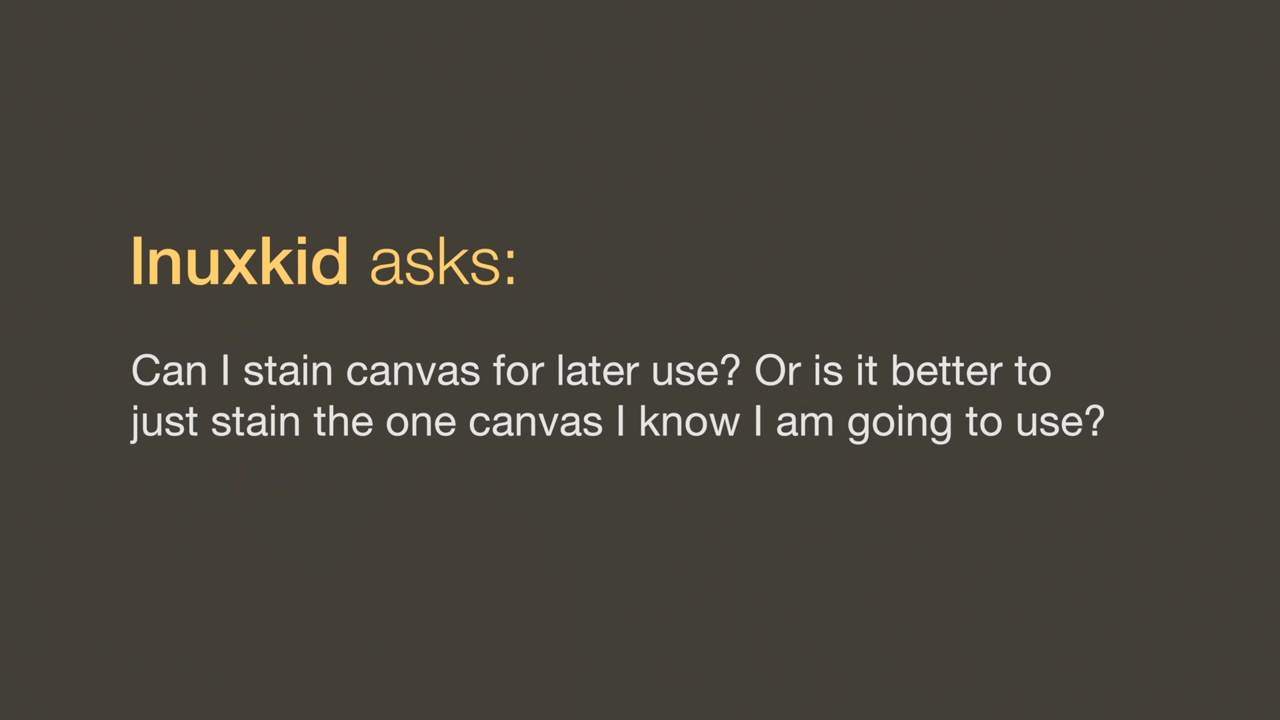 lnuxkid asks:
Can I stain canvas for later use? Or is it better to
just stain the one canvas I know I am going to use?